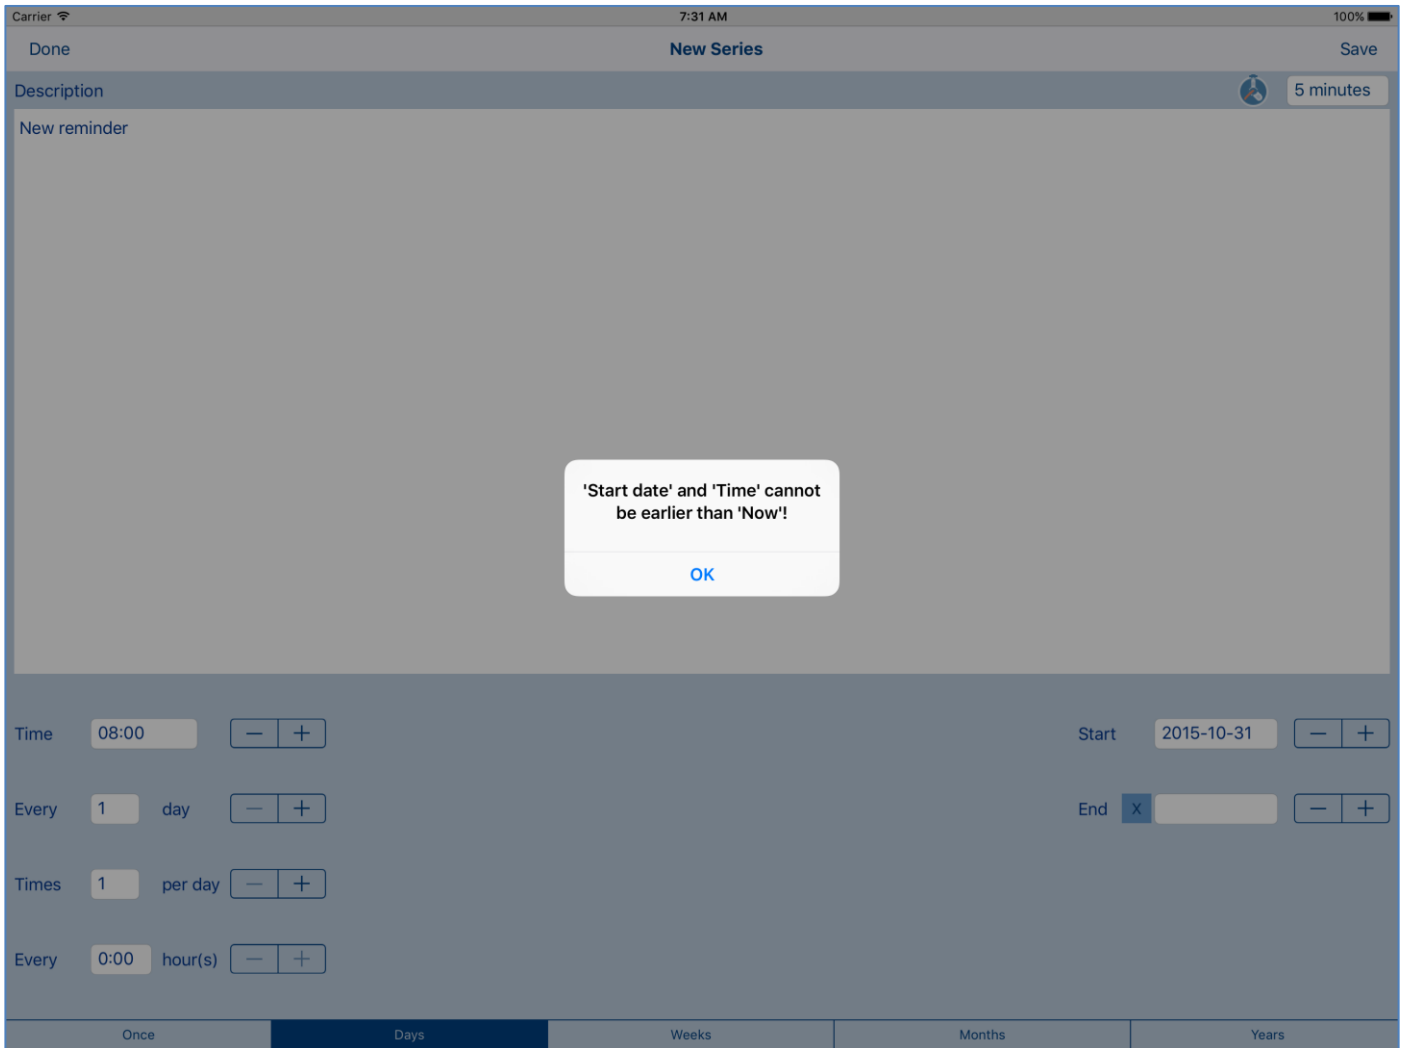 Carrier 7:31 AM 100%
Done New Series Save
Description 5 minutes
New reminder
'Start date' and 'Time' cannot
be earlier than 'Now'!
OK
Time 08:00 — + Start 2015-10-31 — +
Every 1 day — + End X — +
Times 1 per day — +
Every 0:00 hour(s) — +
Once Days Weeks Months Years